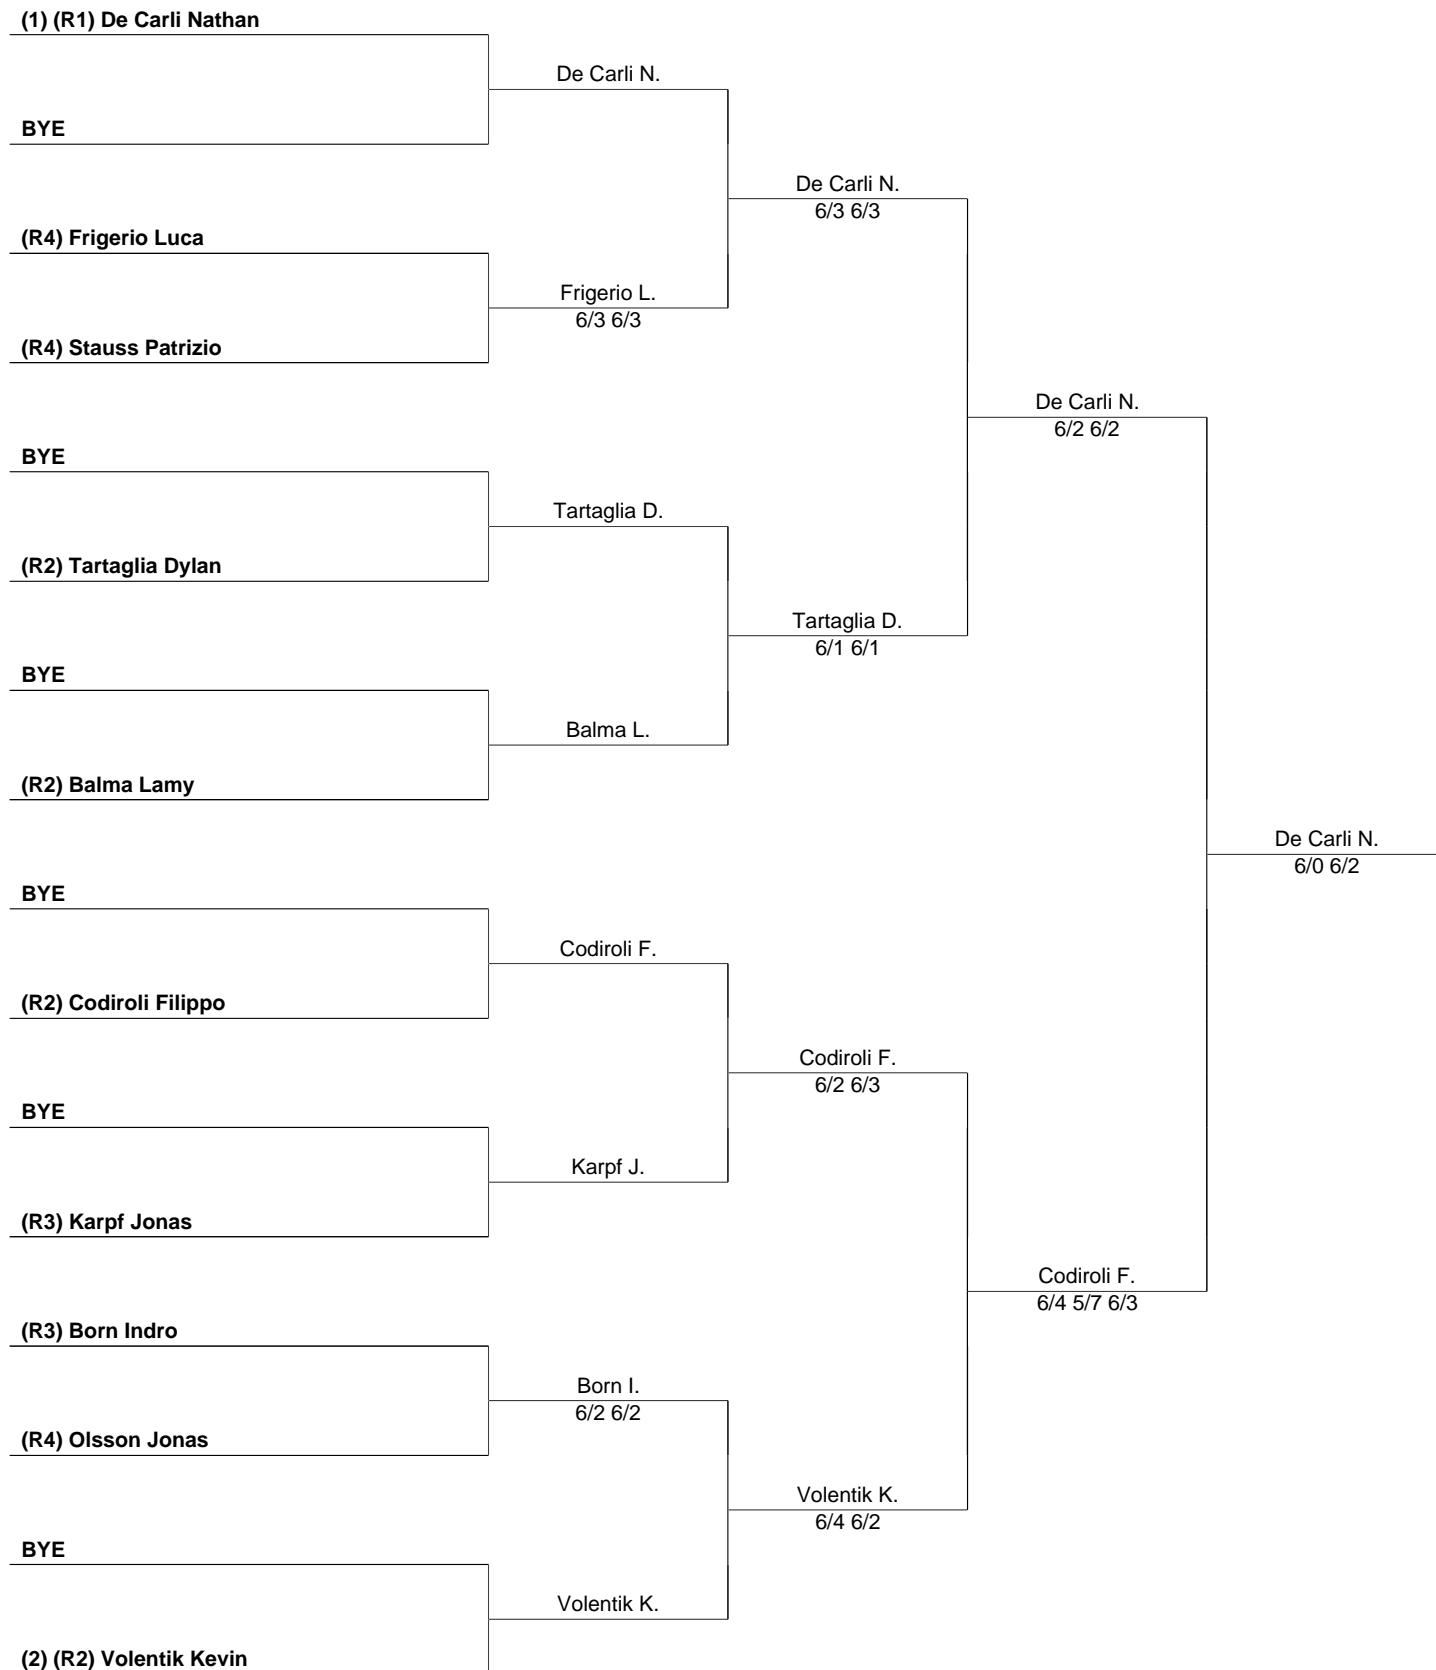 (1) (R1) De Carli Nathan
De Carli N.
BYE
De Carli N.
6/3 6/3
(R4) Frigerio Luca
Frigerio L.
6/3 6/3
(R4) Stauss Patrizio
De Carli N.
6/2 6/2
BYE
Tartaglia D.
(R2) Tartaglia Dylan
Tartaglia D.
6/1 6/1
BYE
Balma L.
(R2) Balma Lamy
De Carli N.
6/0 6/2
BYE
Codiroli F.
(R2) Codiroli Filippo
Codiroli F.
6/2 6/3
BYE
Karpf J.
(R3) Karpf Jonas
Codiroli F.
6/4 5/7 6/3
(R3) Born Indro
Born I.
6/2 6/2
(R4) Olsson Jonas
Volentik K.
6/4 6/2
BYE
Volentik K.
(2) (R2) Volentik Kevin